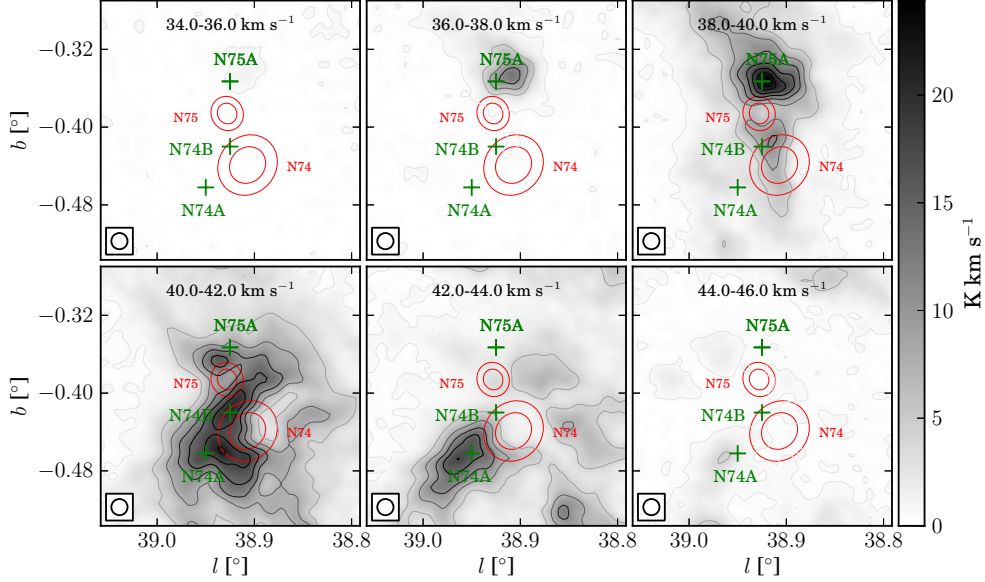 34.0-36.0 km s⁻¹
−0.32
N75A
N75
−0.40
N74B
N74
N74A
−0.48
b [°]
36.0-38.0 km s⁻¹
N75A
N75
N74B
N74
N74A
38.0-40.0 km s⁻¹
N75A
N75
N74B
N74
N74A
40.0-42.0 km s⁻¹
−0.32
N75A
N75
−0.40
N74B
N74
N74A
−0.48
b [°]
39.0
38.9
38.8
l [°]
42.0-44.0 km s⁻¹
N75A
N75
N74B
N74
N74A
39.0
38.9
38.8
l [°]
44.0-46.0 km s⁻¹
N75A
N75
N74B
N74
N74A
39.0
38.9
38.8
l [°]
20
15
10
5
0
K km s⁻¹